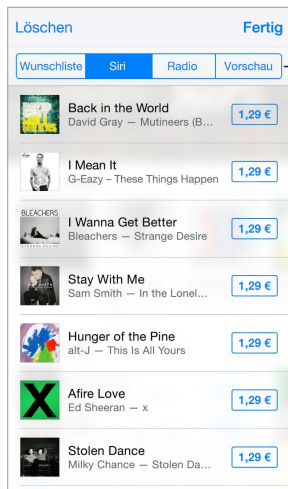 Löschen Fertig
Wunschliste Siri Radio Vorschau
Back in the World
David Gray — Mutineers (B... 1,29 €
I Mean It
G-Eazy – These Things Happen 1,29 €
BLEACHERS
I Wanna Get Better
Bleachers — Strange Desire 1,29 €
Stay With Me
Sam Smith — In the Lonel... 1,29 €
Hunger of the Pine
alt-J — This Is All Yours 1,29 €
Afire Love
Ed Sheeran — x 1,29 €
Stolen Dance
Milky Chance — Stolen Da... 1,29 €